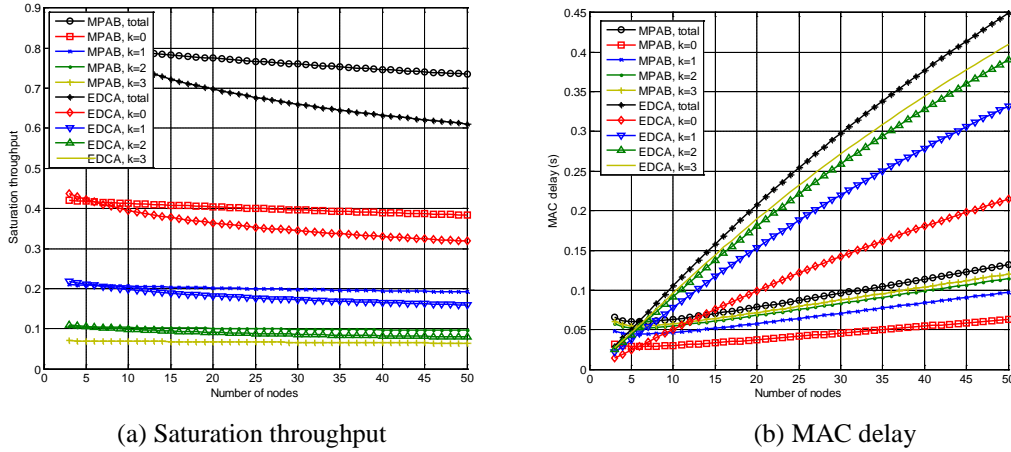 0.9
0.8
0.7
0.6
0.5
0.4
0.3
0.2
0.1
0
Saturation throughput
MPAB, total
MPAB, k=0
MPAB, k=1
MPAB, k=2
MPAB, k=3
EDCA, total
EDCA, k=0
EDCA, k=1
EDCA, k=2
EDCA, k=3
0 5 10 15 20 25 30 35 40 45 50
Number of nodes
(a) Saturation throughput
0.45
0.4
0.35
0.3
0.25
0.2
0.15
0.1
0.05
0
MAC delay (s)
MPAB, total
MPAB, k=0
MPAB, k=1
MPAB, k=2
MPAB, k=3
EDCA, total
EDCA, k=0
EDCA, k=1
EDCA, k=2
EDCA, k=3
0 5 10 15 20 25 30 35 40 45 50
Number of nodes
(b) MAC delay